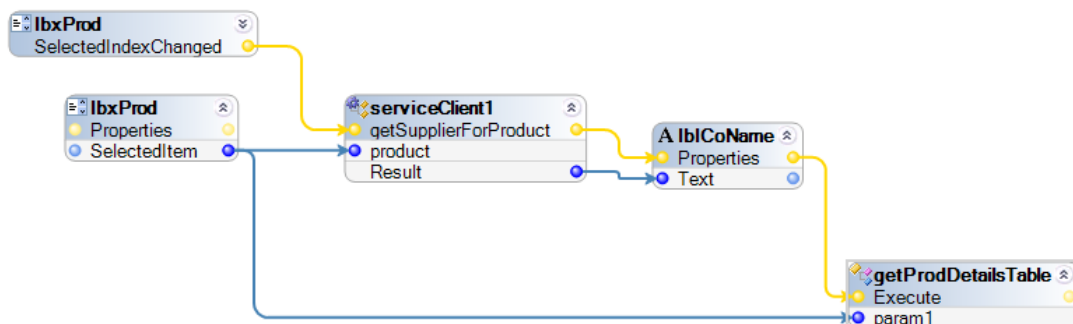 lbxProd
SelectedIndexChanged
lbxProd
Properties
SelectedItem
serviceClient1
getSupplierForProduct
product
Result
A lblCoName
Properties
Text
getProdDetailsTable
Execute
param1